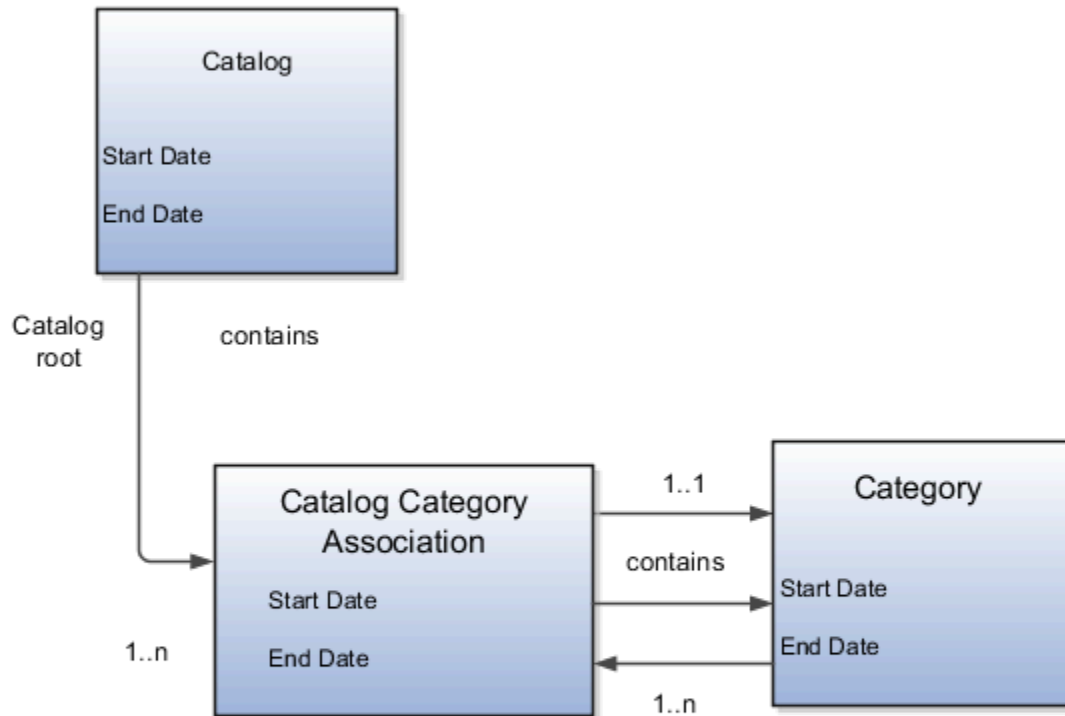 Catalog
Start Date
End Date
Catalog
root
contains
1..n
Catalog Category
Association
Start Date
End Date
1..1
contains
1..n
Category
Start Date
End Date